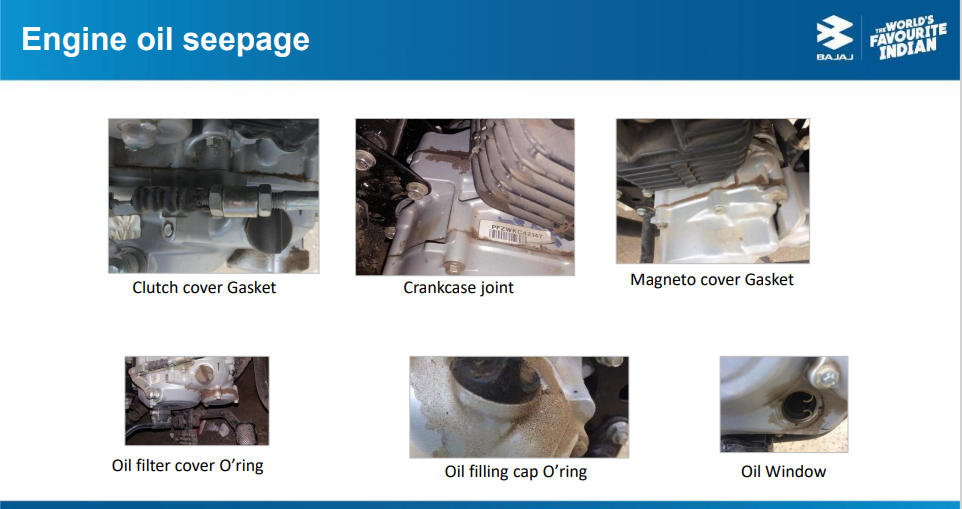 Engine oil seepage
BAJAJ
THE WORLD'S
FAVOURITE
INDIAN
PFZWKC42167
Clutch cover Gasket
Crankcase joint
Magneto cover Gasket
Oil filter cover O’ring
Oil filling cap O’ring
Oil Window